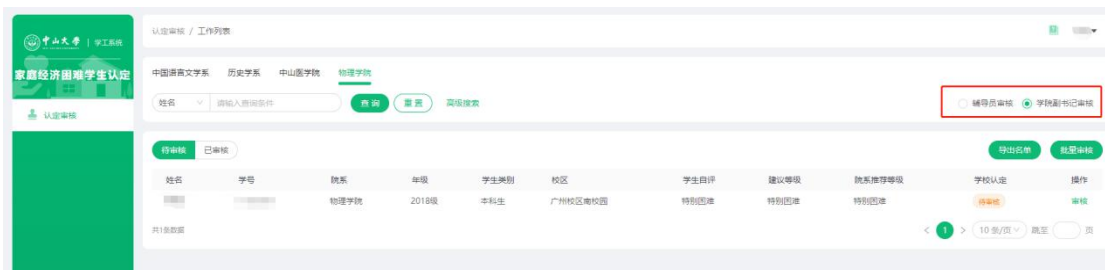 中山大学 | 学工系统
家庭经济困难学生认定
认定审核
认定审核 / 工作列表
中国语言文学系 历史学系 中山医学院 物理学院
姓名 请输入查询条件 查询 重置 高级搜索 辅导员审核 学院副书记审核
待审核 已审核 导出名单 批量审核
姓名 学号 院系 年级 学生类别 校区 学生自评 建议等级 院系推荐等级 学校认定 操作
物理学院 2018级 本科生 广州校区南校园 特别困难 特别困难 特别困难 待审核 审核
共1条数据 < 1 > 10 条/页 跳至 页